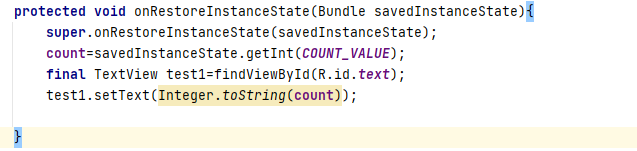 protected void onRestoreInstanceState(Bundle savedInstanceState){
super.onRestoreInstanceState(savedInstanceState);
count=savedInstanceState.getInt(COUNT_VALUE);
final TextView test1=findViewById(R.id.text);
test1.setText(Integer.toString(count));
}